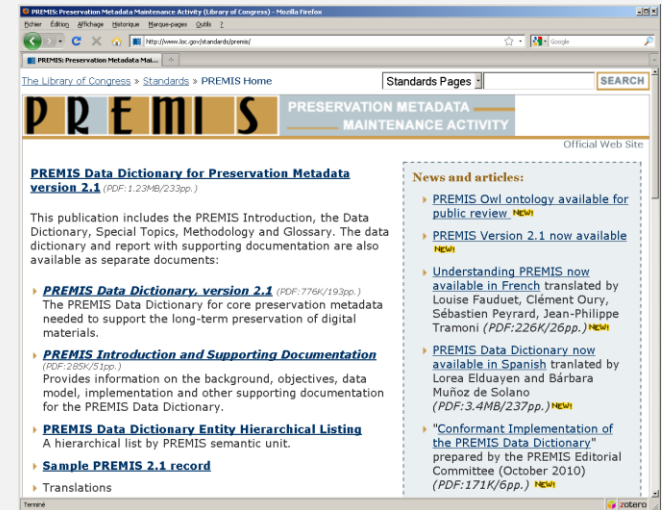 PREMIS: Preservation Metadata Maintenance Activity (Library of Congress) - Mozilla Firefox
Fichier Édition Affichage Historique Marque-pages Outils ?
http://www.loc.gov/standards/premis/
Google
PREMIS: Preservation Metadata Mai...
The Library of Congress » Standards » PREMIS Home
Standards Pages
SEARCH
PREMIS
PRESERVATION METADATA
MAINTENANCE ACTIVITY
Official Web Site
PREMIS Data Dictionary for Preservation Metadata
version 2.1 (PDF:1.23MB/233pp.)
This publication includes the PREMIS Introduction, the Data
Dictionary, Special Topics, Methodology and Glossary. The data
dictionary and report with supporting documentation are also
available as separate documents:
PREMIS Data Dictionary, version 2.1 (PDF:776K/193pp.)
The PREMIS Data Dictionary for core preservation metadata
needed to support the long-term preservation of digital
materials.
PREMIS Introduction and Supporting Documentation
(PDF:285K/51pp.)
Provides information on the background, objectives, data
model, implementation and other supporting documentation
for the PREMIS Data Dictionary.
PREMIS Data Dictionary Entity Hierarchical Listing
A hierarchical list by PREMIS semantic unit.
Sample PREMIS 2.1 record
Translations
News and articles:
PREMIS Owl ontology available for
public review NEW!
PREMIS Version 2.1 now available
NEW!
Understanding PREMIS now
available in French translated by
Louise Fauduet, Clément Oury,
Sébastien Peyrard, Jean-Philippe
Tramoni (PDF:226K/26pp.) NEW!
PREMIS Data Dictionary now
available in Spanish tranlated by
Lorea Elduayen and Bárbara
Muñoz de Solano
(PDF:3.4MB/237pp.) NEW!
"Conformant Implementation of
the PREMIS Data Dictionary"
prepared by the PREMIS Editorial
Committee (October 2010)
(PDF:171K/6pp.) NEW!
Terminé
zotero